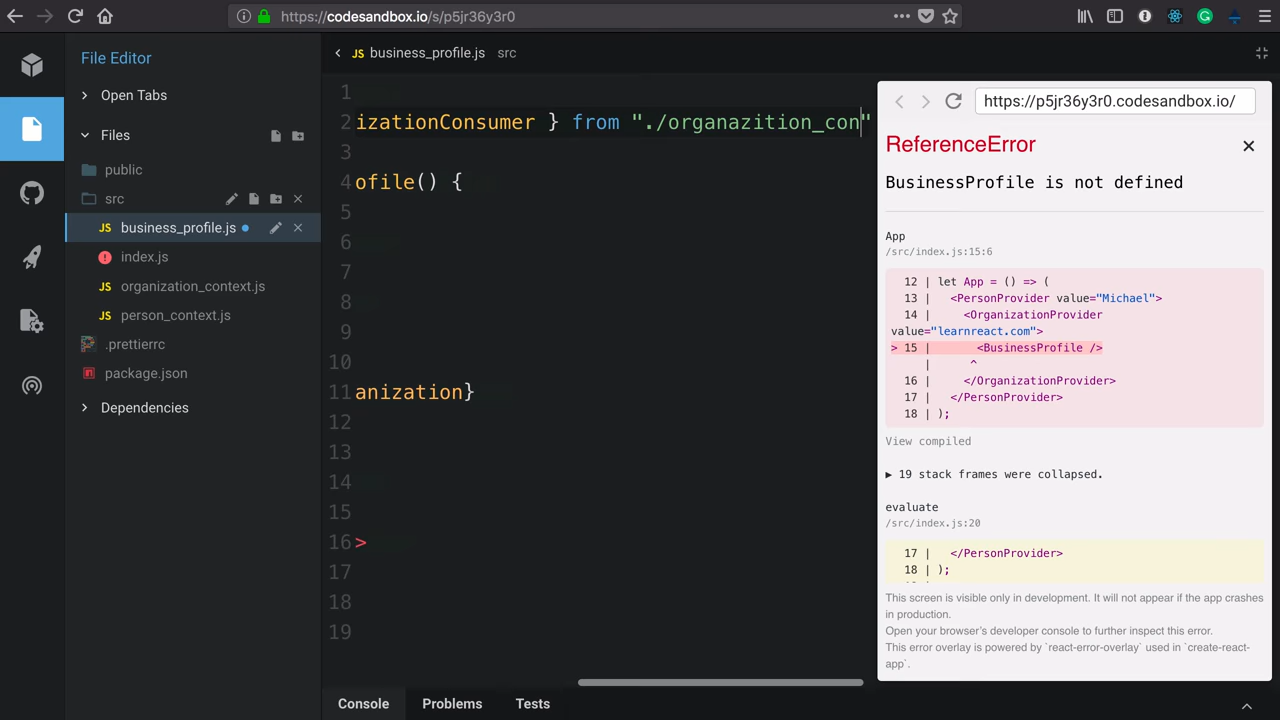 https://codesandbox.io/s/p5jr36y3r0
File Editor
Open Tabs
Files
public
src
JS business_profile.js
index.js
JS organization_context.js
JS person_context.js
.prettierrc
package.json
Dependencies
JS business_profile.js src
1
2 izationConsumer } from "./organazition_con"
3
4 ofile() {
5
6
7
8
9
10
11 anization}
12
13
14
15
16 >
17
18
19
Console Problems Tests
https://p5jr36y3r0.codesandbox.io/
ReferenceError
BusinessProfile is not defined
App
/src/index.js:15:6
12 | let App = () => (
13 | <PersonProvider value="Michael">
14 | <OrganizationProvider
value="learnreact.com">
> 15 | <BusinessProfile />
| ^
16 | </OrganizationProvider>
17 | </PersonProvider>
18 | );
View compiled
▶ 19 stack frames were collapsed.
evaluate
/src/index.js:20
17 | </PersonProvider>
18 | );
This screen is visible only in development. It will not appear if the app crashes
in production.
Open your browser's developer console to further inspect this error.
This error overlay is powered by `react-error-overlay` used in `create-react-
app`.